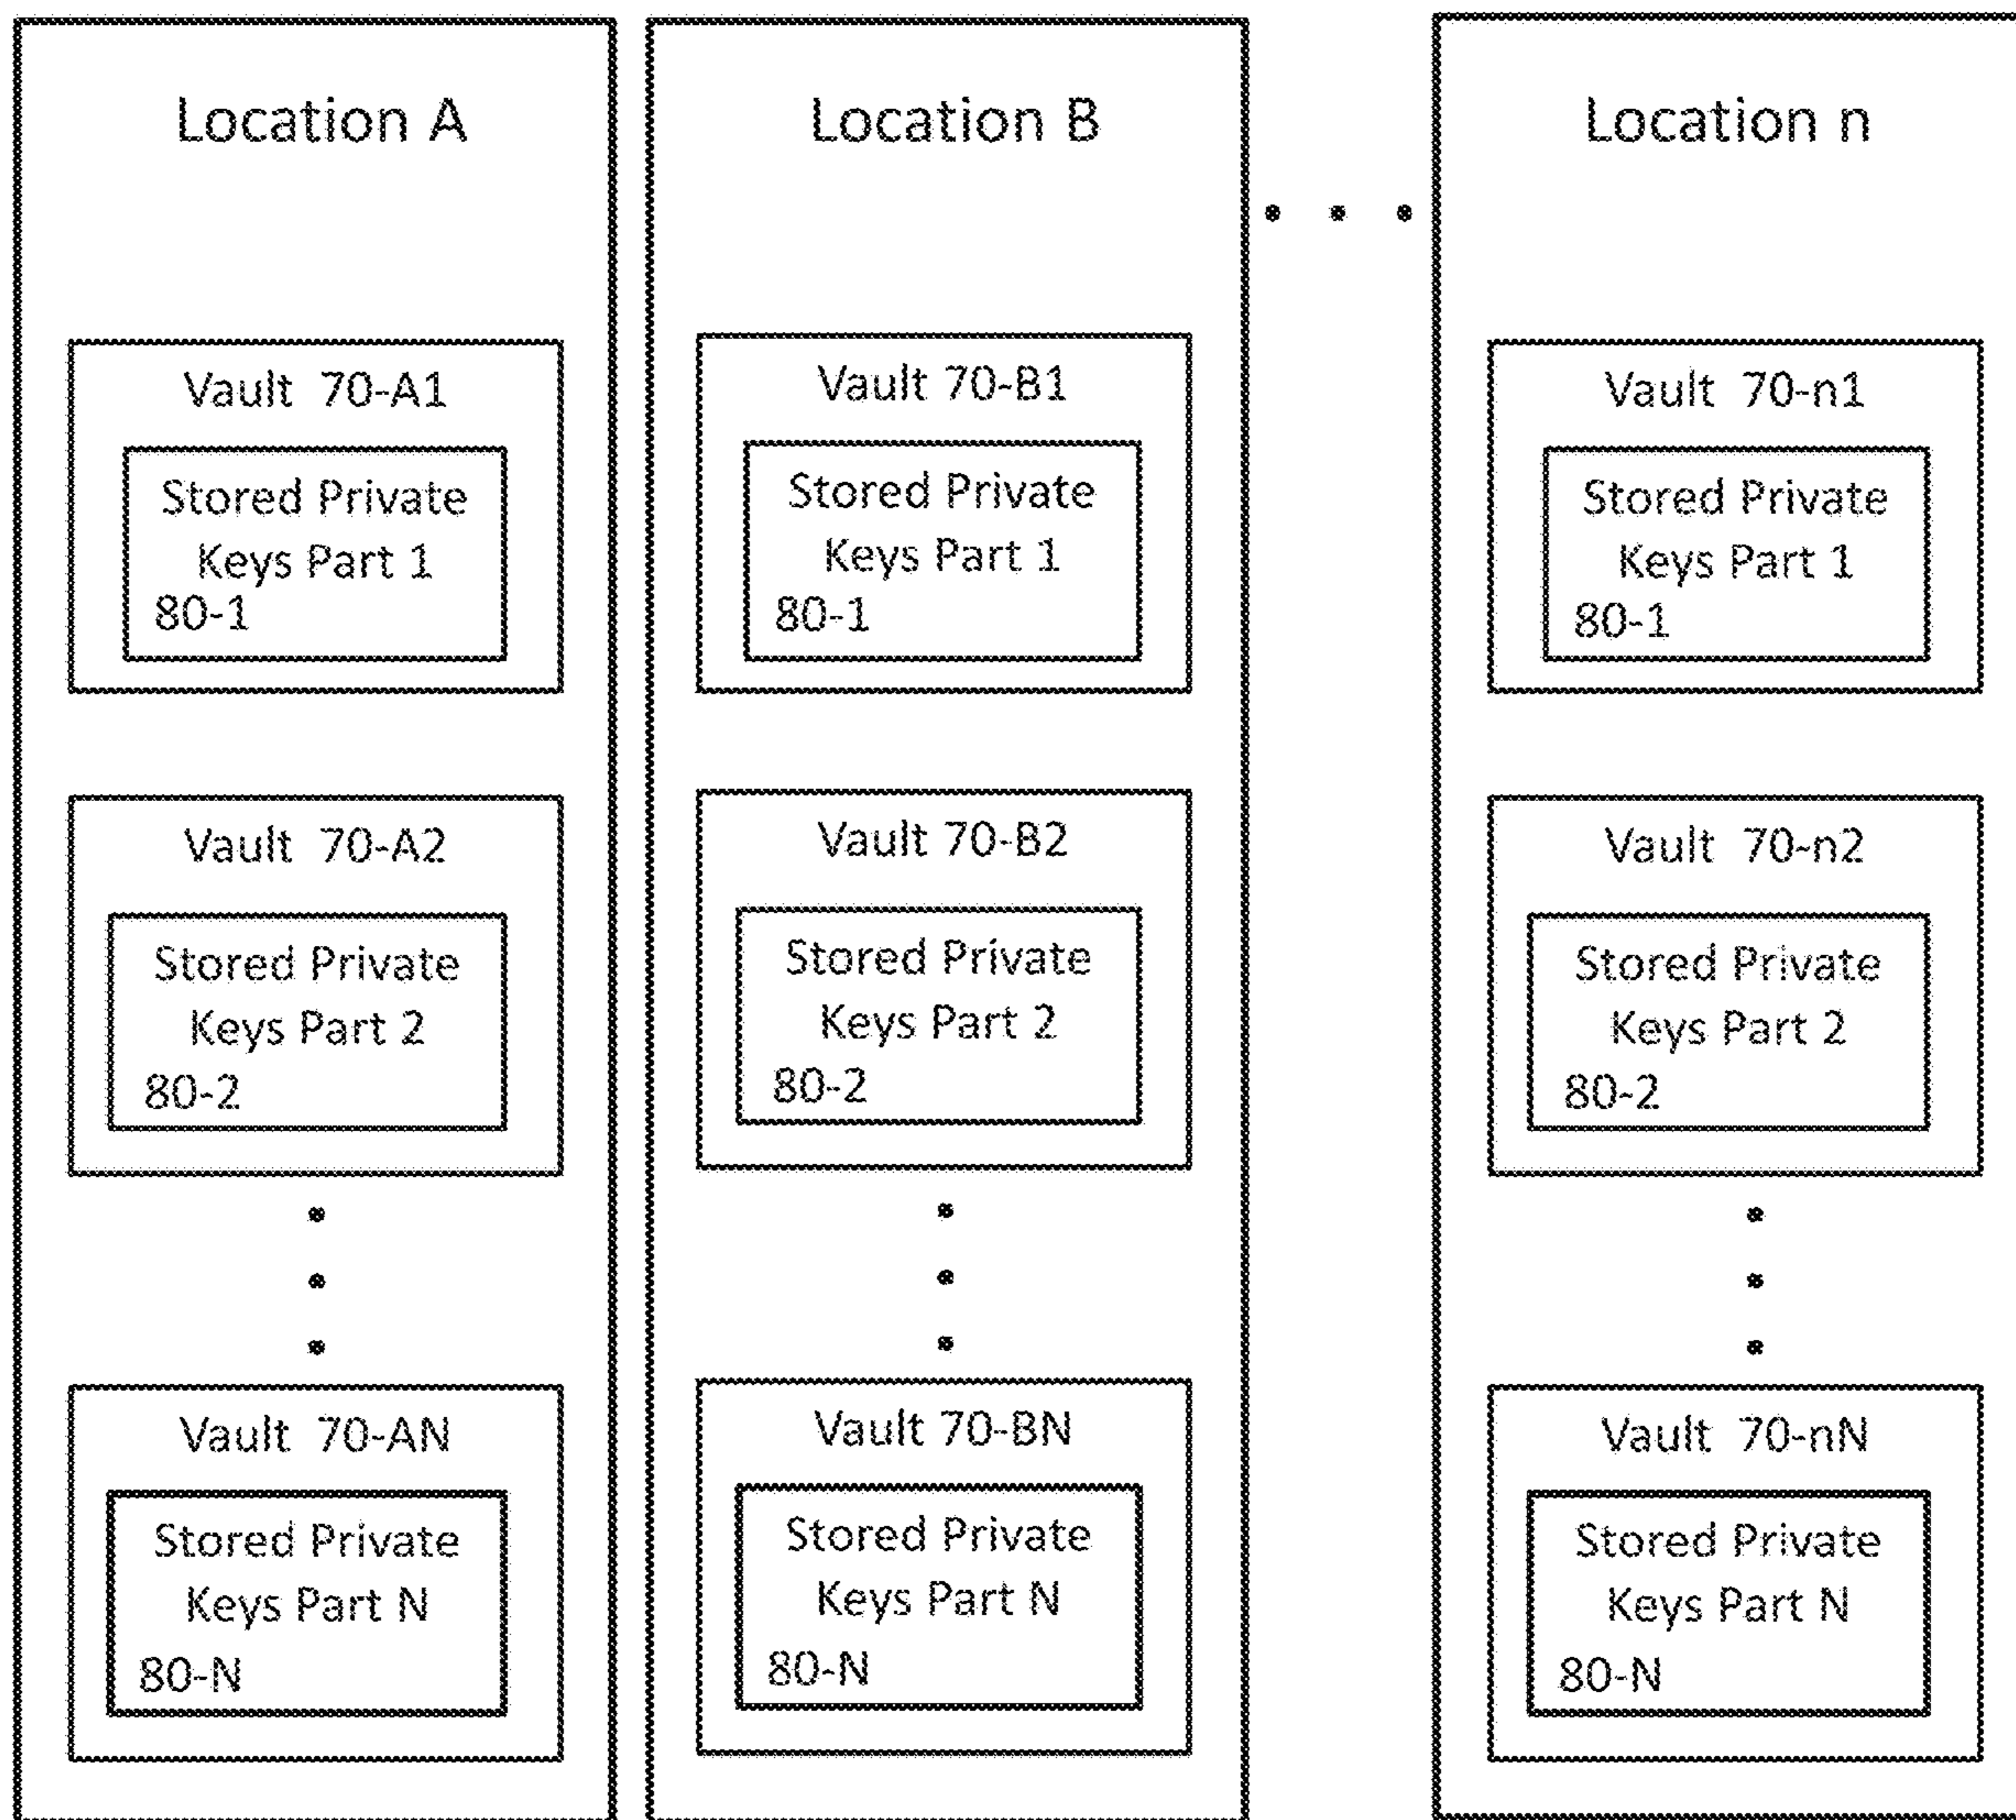 Location A
Vault 70-A1
Stored Private
Keys Part 1
80-1
Vault 70-A2
Stored Private
Keys Part 2
80-2
Vault 70-AN
Stored Private
Keys Part N
80-N
Location B
Vault 70-B1
Stored Private
Keys Part 1
80-1
Vault 70-B2
Stored Private
Keys Part 2
80-2
Vault 70-BN
Stored Private
Keys Part N
80-N
Location n
Vault 70-n1
Stored Private
Keys Part 1
80-1
Vault 70-n2
Stored Private
Keys Part 2
80-2
Vault 70-nN
Stored Private
Keys Part N
80-N